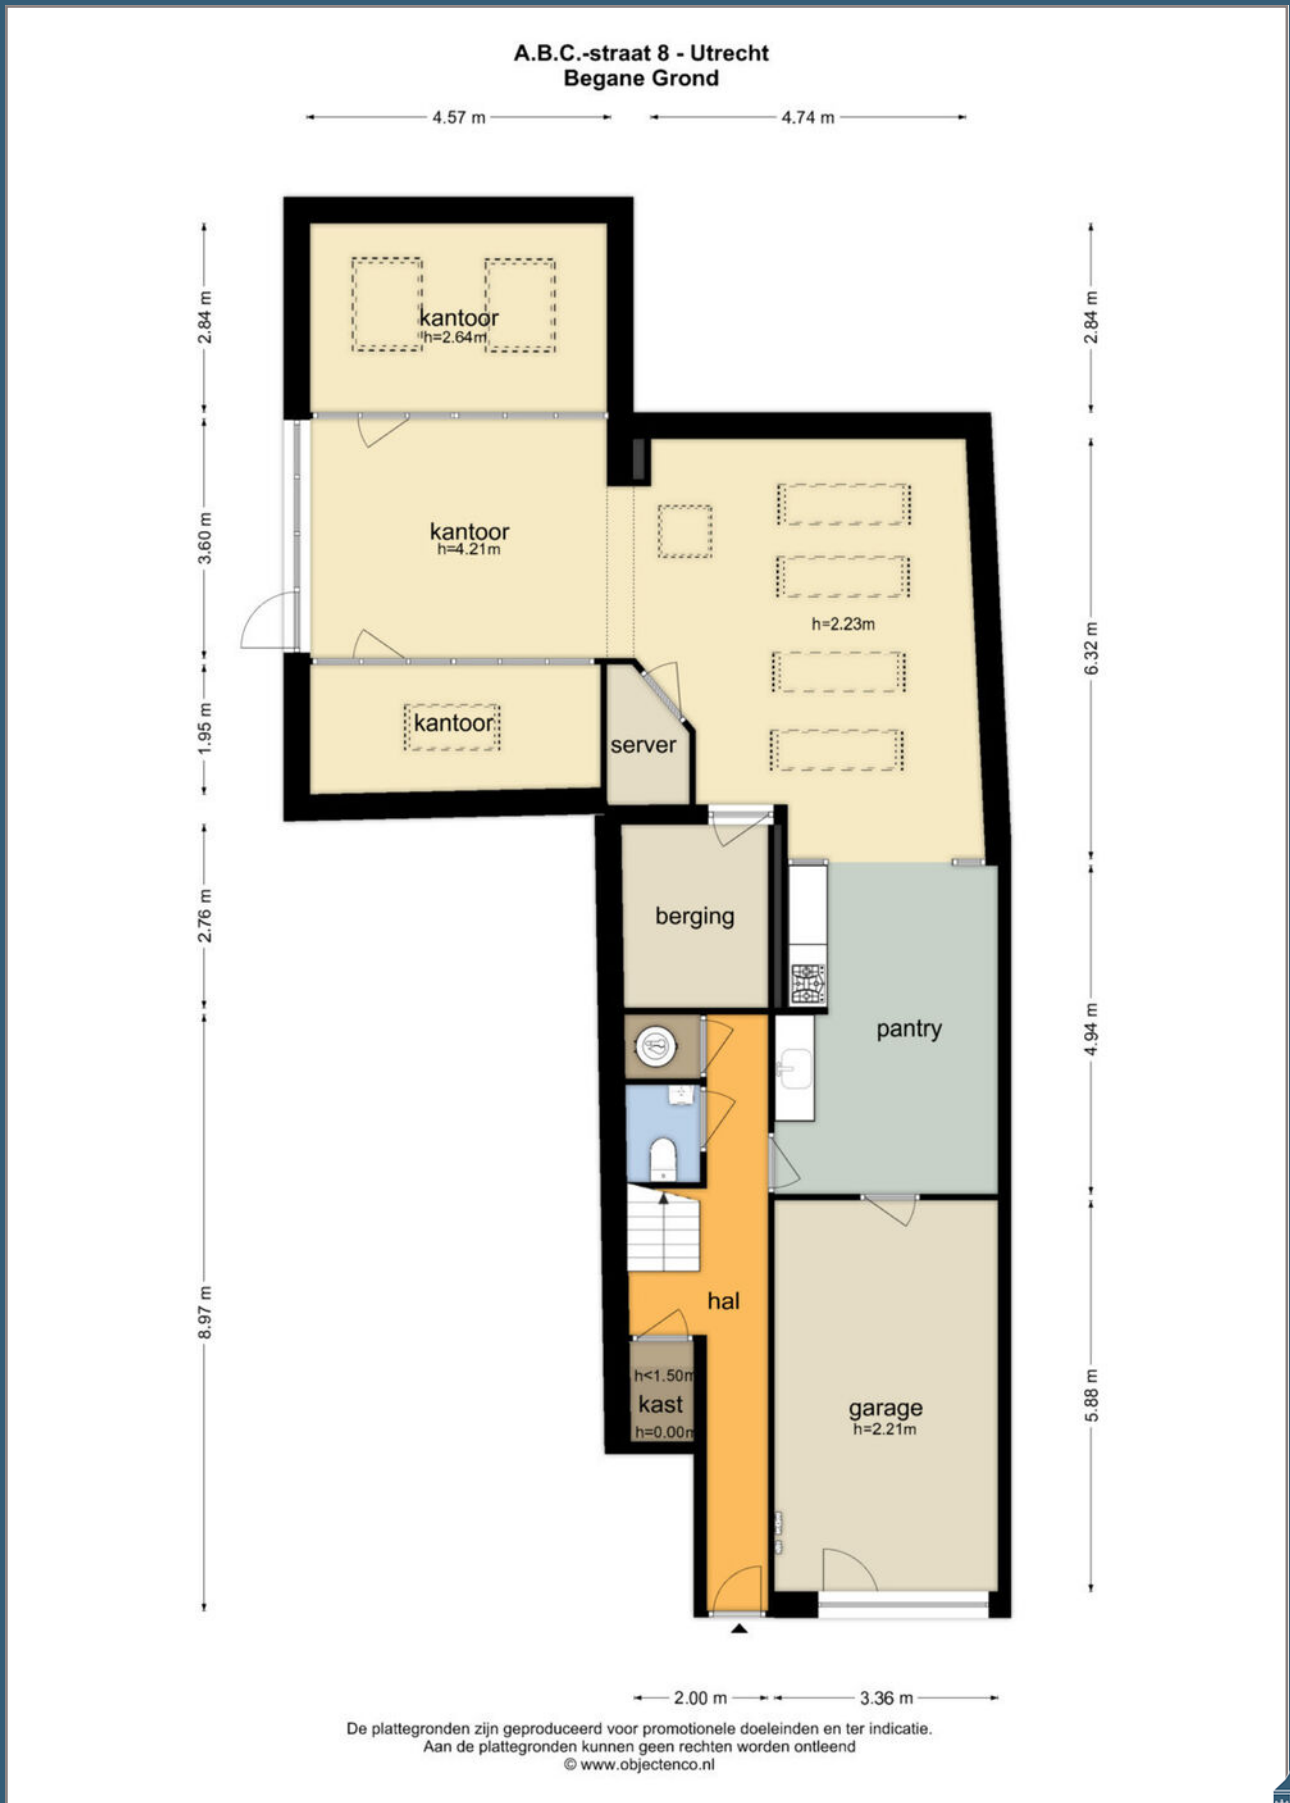 A.B.C.-straat 8 - Utrecht
Begane Grond
4.57 m
4.74 m
2.84 m
2.84 m
kantoor
h=2.64m
3.60 m
kantoor
h=4.21m
h=2.23m
6.32 m
1.95 m
kantoor
server
2.76 m
berging
pantry
4.94 m
8.97 m
hal
h<1.50m
kast
h=0.00m
garage
h=2.21m
5.88 m
2.00 m
3.36 m
De plattegronden zijn geproduceerd voor promotionele doeleinden en ter indicatie.
Aan de plattegronden kunnen geen rechten worden ontleend
© www.objectenco.nl